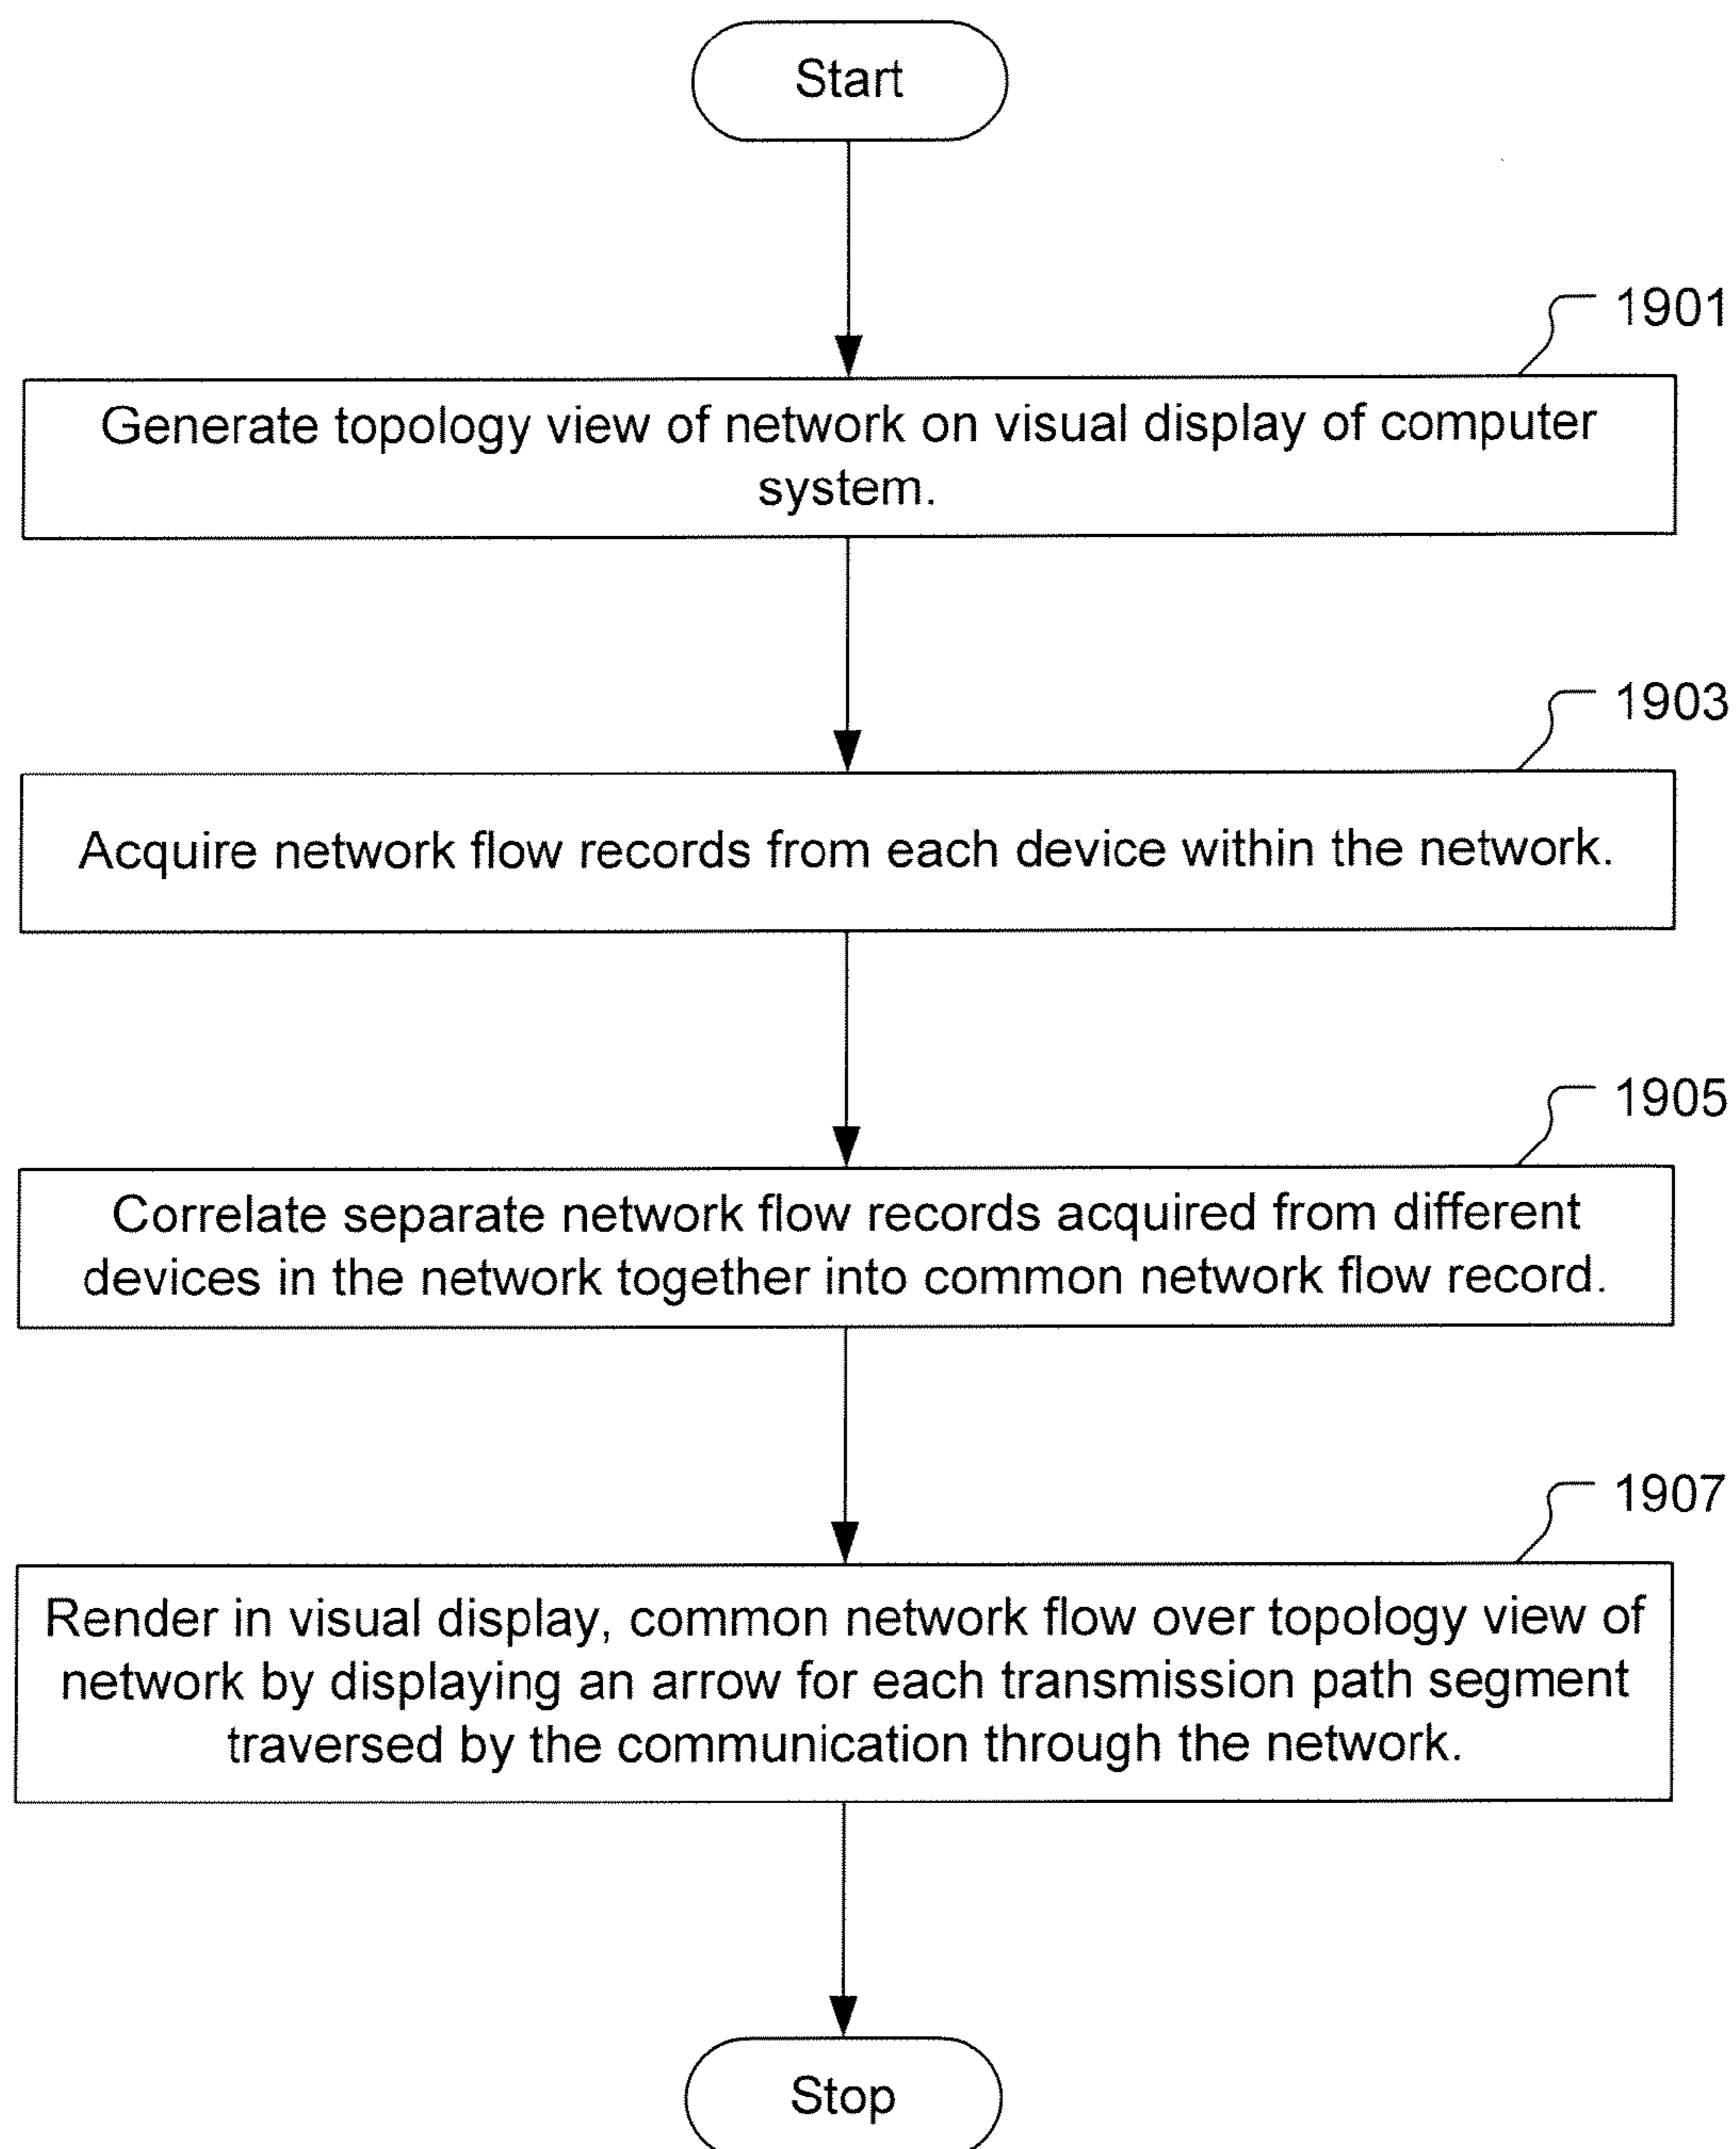 Start
1901
Generate topology view of network on visual display of computer
system.
1903
Acquire network flow records from each device within the network.
1905
Correlate separate network flow records acquired from different
devices in the network together into common network flow record.
1907
Render in visual display, common network flow over topology view of
network by displaying an arrow for each transmission path segment
traversed by the communication through the network.
Stop